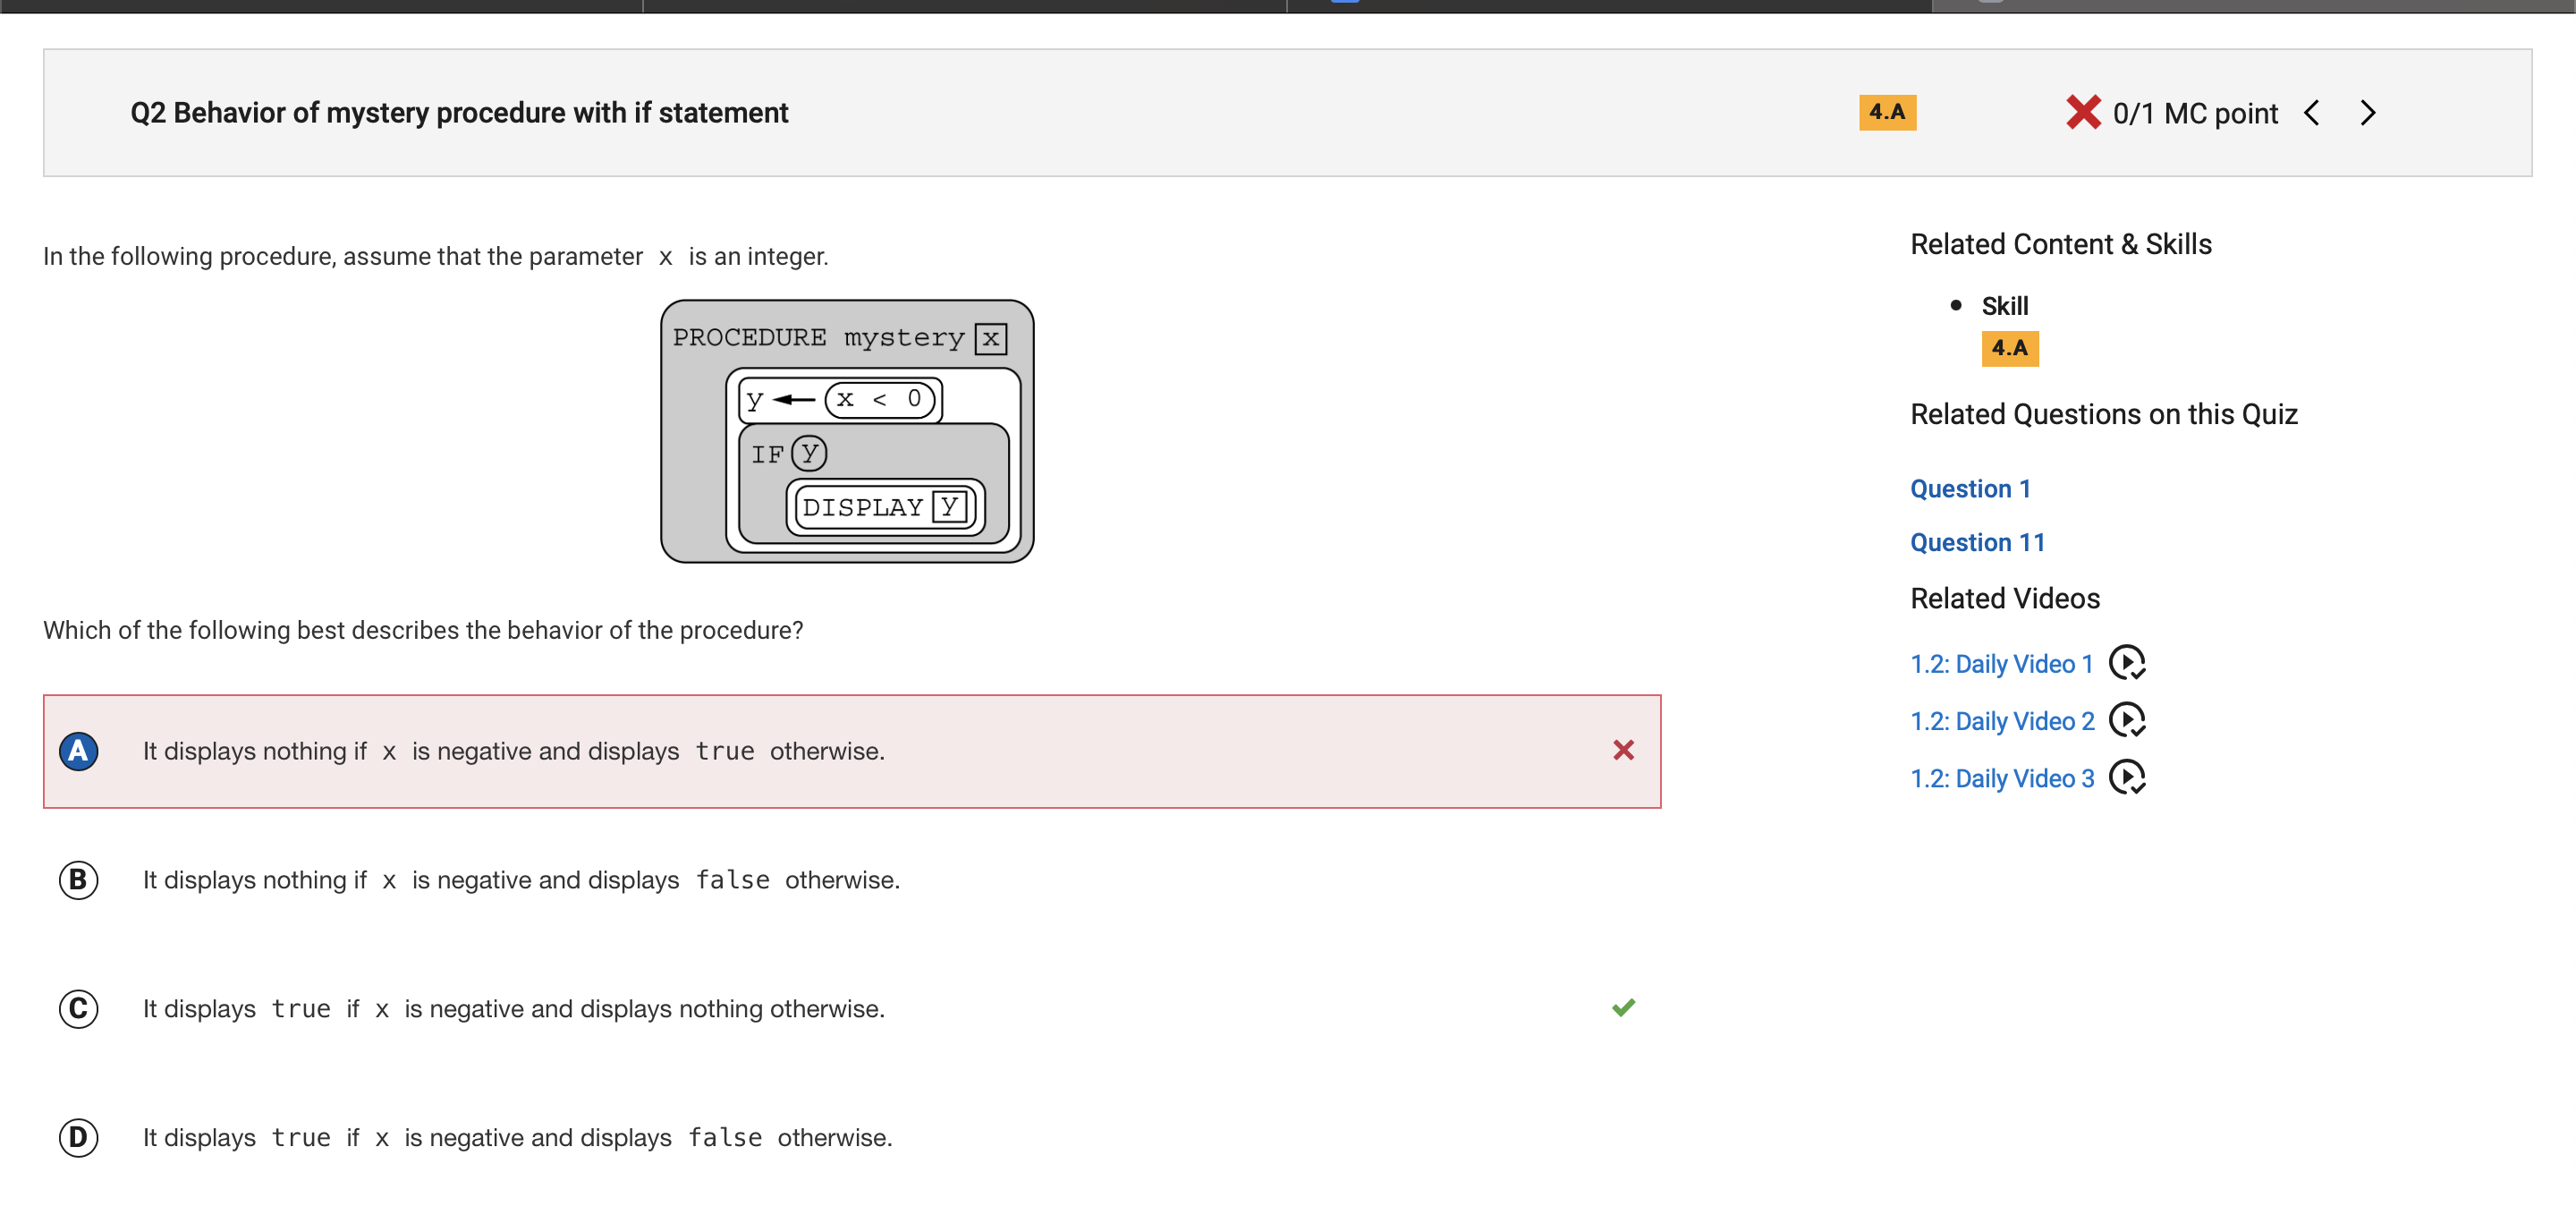 Q2 Behavior of mystery procedure with if statement
4.A
0/1 MC point
In the following procedure, assume that the parameter x is an integer.
PROCEDURE mystery x
y ← x < 0
IF y
DISPLAY y
Which of the following best describes the behavior of the procedure?
A It displays nothing if x is negative and displays true otherwise.
B It displays nothing if x is negative and displays false otherwise.
C It displays true if x is negative and displays nothing otherwise.
D It displays true if x is negative and displays false otherwise.
Related Content & Skills
Skill
4.A
Related Questions on this Quiz
Question 1
Question 11
Related Videos
1.2: Daily Video 1
1.2: Daily Video 2
1.2: Daily Video 3